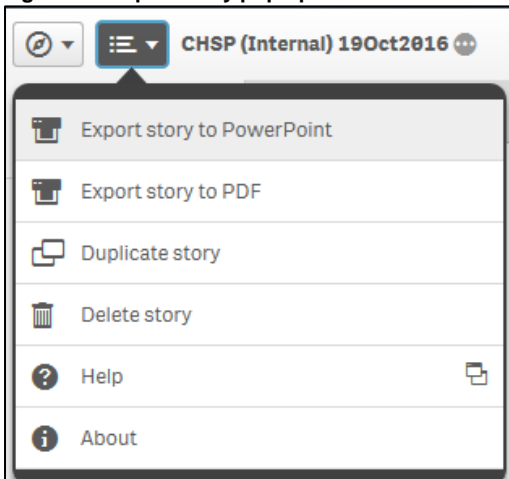 CHSP (Internal) 19Oct2016
Export story to PowerPoint
Export story to PDF
Duplicate story
Delete story
Help
About